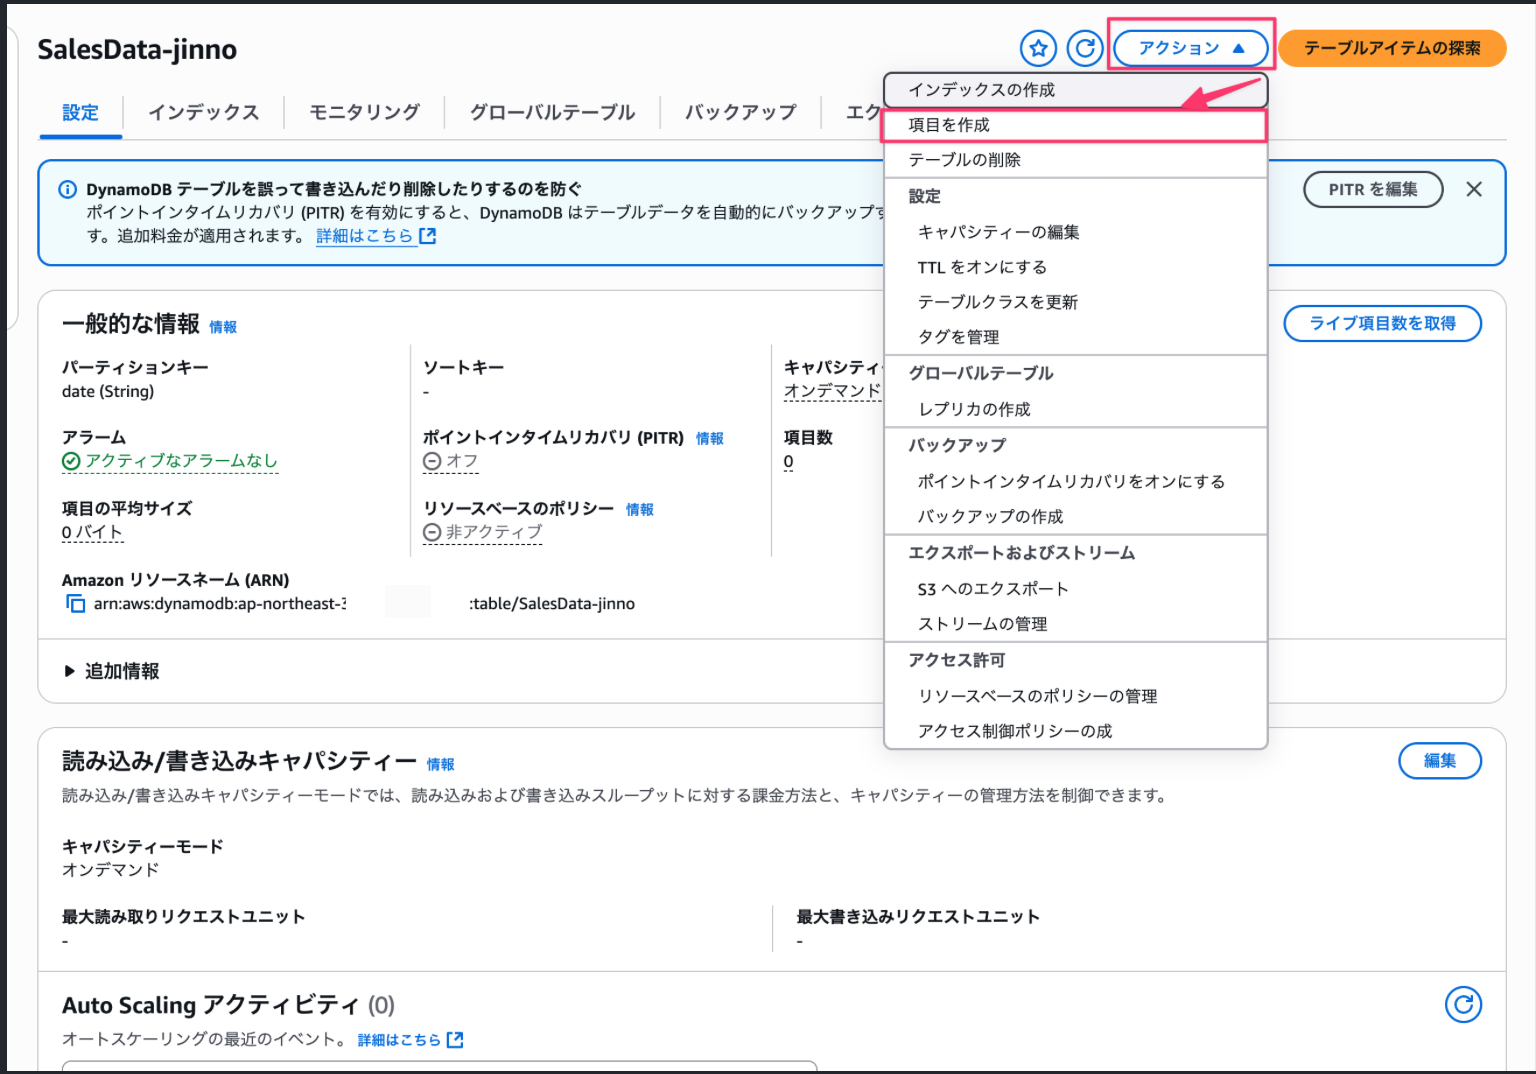 SalesData-jinno
アクション
テーブルアイテムの探索
設定
インデックス
モニタリング
グローバルテーブル
バックアップ
エク
インデックスの作成
項目を作成
テーブルの削除
設定
キャパシティーの編集
TTL をオンにする
テーブルクラスを更新
タグを管理
グローバルテーブル
レプリカの作成
バックアップ
ポイントインタイムリカバリをオンにする
バックアップの作成
エクスポートおよびストリーム
S3 へのエクスポート
ストリームの管理
アクセス許可
リソースベースのポリシーの管理
アクセス制御ポリシーの成
DynamoDB テーブルを誤って書き込んだり削除したりするのを防ぐ
ポイントインタイムリカバリ (PITR) を有効にすると、DynamoDB はテーブルデータを自動的にバックアップ
す。追加料金が適用されます。 詳細はこちら
PITR を編集
一般的な情報 情報
ライブ項目数を取得
パーティションキー
date (String)
ソートキー
-
キャパシティ
オンデマンド
アラーム
アクティブなアラームなし
ポイントインタイムリカバリ (PITR) 情報
オフ
項目数
0
項目の平均サイズ
0 バイト
リソースベースのポリシー 情報
非アクティブ
Amazon リソースネーム (ARN)
arn:aws:dynamodb:ap-northeast- :table/SalesData-jinno
追加情報
読み込み/書き込みキャパシティー 情報
編集
読み込み/書き込みキャパシティーモードでは、読み込みおよび書き込みスループットに対する課金方法と、キャパシティーの管理方法を制御できます。
キャパシティーモード
オンデマンド
最大読み取りリクエストユニット
-
最大書き込みリクエストユニット
-
Auto Scaling アクティビティ (0)
オートスケーリングの最近のイベント。 詳細はこちら